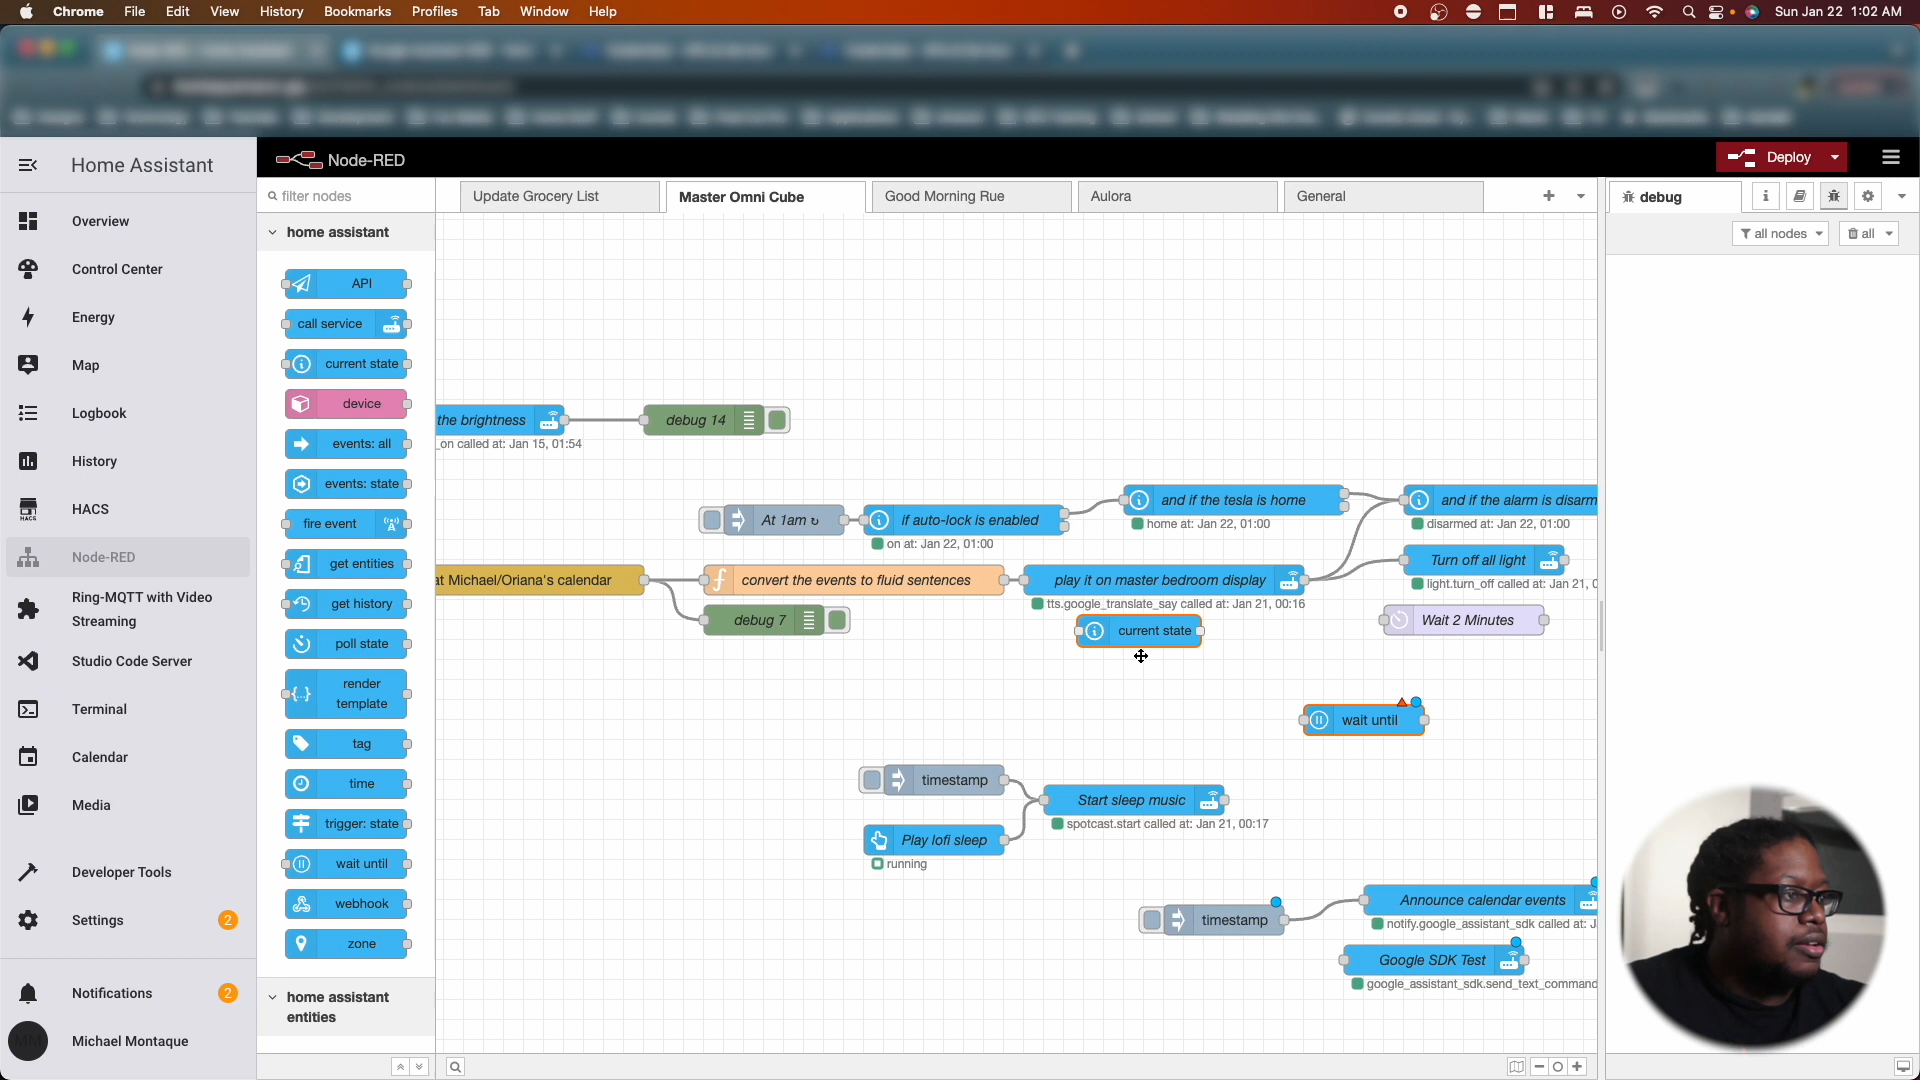 Chrome File Edit View History Bookmarks Profiles Tab Window Help Sun Jan 22 1:02 AM
Home Assistant
Overview
Control Center
Energy
Map
Logbook
History
HACS
HACS
Node-RED
Ring-MQTT with Video
Streaming
Studio Code Server
Terminal
Calendar
Media
Developer Tools
Settings 2
Notifications 2
MM Michael Montaque
Node-RED
Deploy
filter nodes
home assistant
API
call service
current state
device
events: all
events: state
fire event
get entities
get history
poll state
render
template
tag
time
trigger: state
wait until
webhook
zone
home assistant
entities
Update Grocery List
Master Omni Cube
Good Morning Rue
Aulora
General
the brightness
_on called at: Jan 15, 01:54
debug 14
At 1am ↻
if auto-lock is enabled
on at: Jan 22, 01:00
and if the tesla is home
home at: Jan 22, 01:00
and if the alarm is disarm
disarmed at: Jan 22, 01:00
at Michael/Oriana's calendar
convert the events to fluid sentences
play it on master bedroom display
tts.google_translate_say called at: Jan 21, 00:16
Turn off all light
light.turn_off called at: Jan 21, 0
debug 7
current state
Wait 2 Minutes
wait until
timestamp
Start sleep music
spotcast.start called at: Jan 21, 00:17
Play lofi sleep
running
timestamp
Announce calendar events
notify.google_assistant_sdk called at: J
Google SDK Test
google_assistant_sdk.send_text_command
debug
all nodes
all